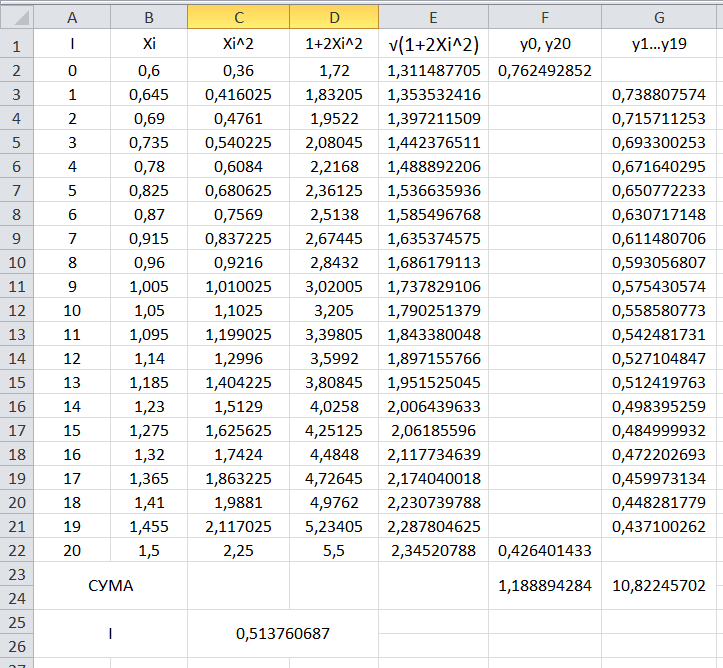 A B C D E F G
1 I Xi Xi^2 1+2Xi^2 √(1+2Xi^2) y0, y20 y1...y19
2 0 0,6 0,36 1,72 1,311487705 0,762492852
3 1 0,645 0,416025 1,83205 1,353532416 0,738807574
4 2 0,69 0,4761 1,9522 1,397211509 0,715711253
5 3 0,735 0,540225 2,08045 1,442376511 0,693300253
6 4 0,78 0,6084 2,2168 1,488892206 0,671640295
7 5 0,825 0,680625 2,36125 1,536635936 0,650772233
8 6 0,87 0,7569 2,5138 1,585496768 0,630717148
9 7 0,915 0,837225 2,67445 1,635374575 0,611480706
10 8 0,96 0,9216 2,8432 1,686179113 0,593056807
11 9 1,005 1,010025 3,02005 1,737829106 0,575430574
12 10 1,05 1,1025 3,205 1,790251379 0,558580773
13 11 1,095 1,199025 3,39805 1,843380048 0,542481731
14 12 1,14 1,2996 3,5992 1,897155766 0,527104847
15 13 1,185 1,404225 3,80845 1,951525045 0,512419763
16 14 1,23 1,5129 4,0258 2,006439633 0,498395259
17 15 1,275 1,625625 4,25125 2,06185596 0,484999932
18 16 1,32 1,7424 4,4848 2,117734639 0,472202693
19 17 1,365 1,863225 4,72645 2,174040018 0,459973134
20 18 1,41 1,9881 4,9762 2,230739788 0,448281779
21 19 1,455 2,117025 5,23405 2,287804625 0,437100262
22 20 1,5 2,25 5,5 2,34520788 0,426401433
23
СУМА 1,188894284 10,82245702
24
25
I 0,513760687
26